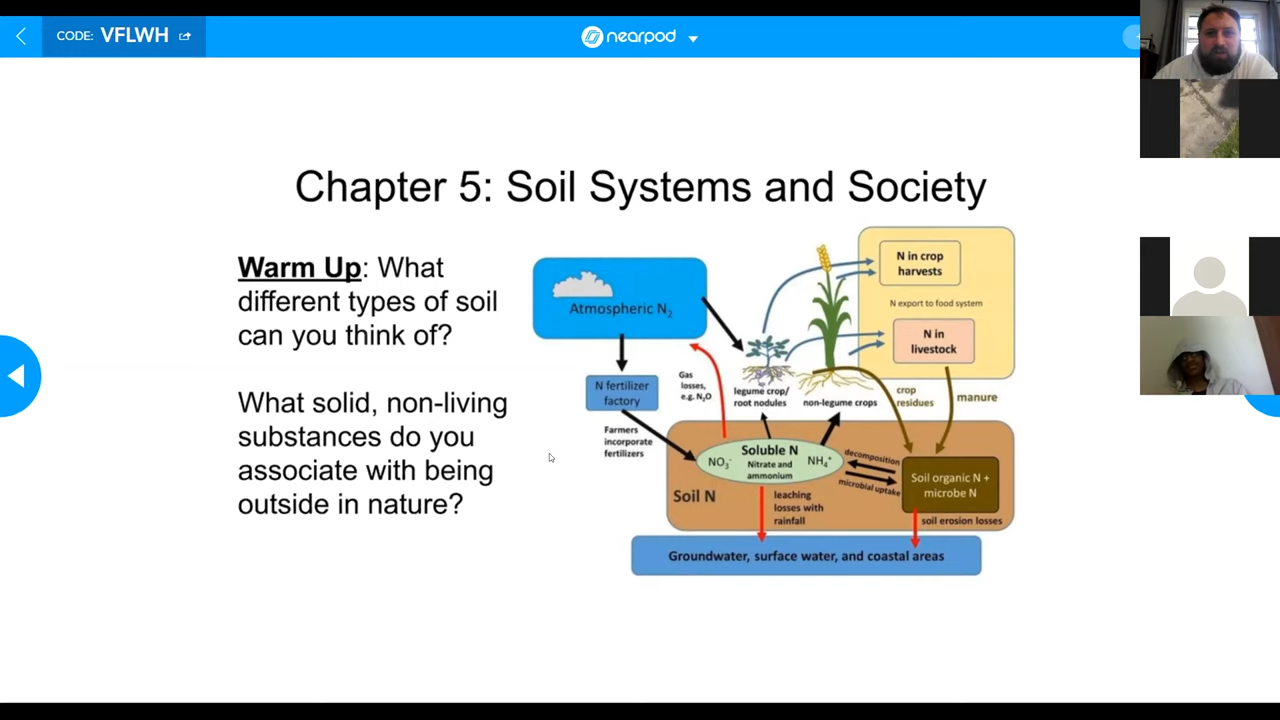 CODE: VFLWH
nearpod
Chapter 5: Soil Systems and Society
Warm Up: What
different types of soil
can you think of?
What solid, non-living
substances do you
associate with being
outside in nature?
Atmospheric N2
N in crop
harvests
N export to food system
N in
livestock
N fertilizer
factory
Gas
losses,
e.g. N2O
legume crop/
root nodules
non-legume crops
crop
residues
manure
Farmers
incorporate
fertilizers
NO3-
Soluble N
Nitrate and
ammonium
NH4+
decomposition
microbial uptake
Soil organic N +
microbe N
Soil N
leaching
losses with
rainfall
soil erosion losses
Groundwater, surface water, and coastal areas